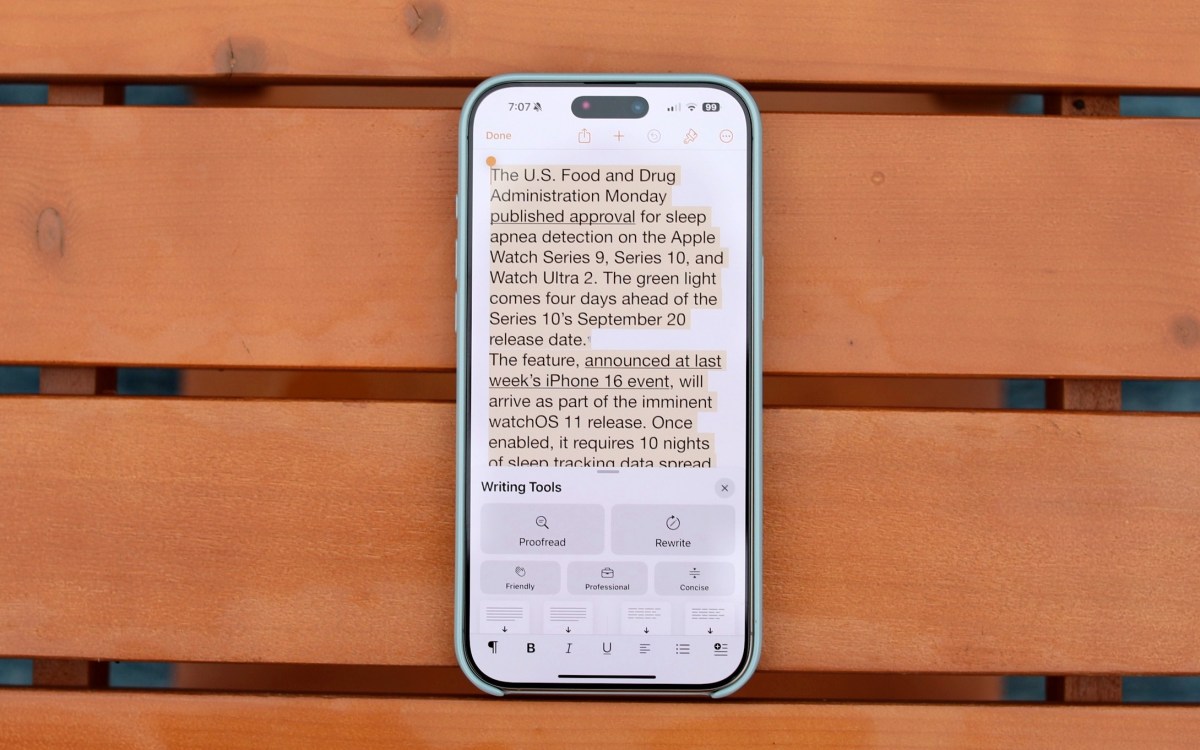 7:07 99
Done
The U.S. Food and Drug
Administration Monday
published approval for sleep
apnea detection on the Apple
Watch Series 9, Series 10, and
Watch Ultra 2. The green light
comes four days ahead of the
Series 10’s September 20
release date.
The feature, announced at last
week’s iPhone 16 event, will
arrive as part of the imminent
watchOS 11 release. Once
enabled, it requires 10 nights
of sleep tracking data spread
Writing Tools
Proofread Rewrite
Friendly Professional Concise
¶ B I U